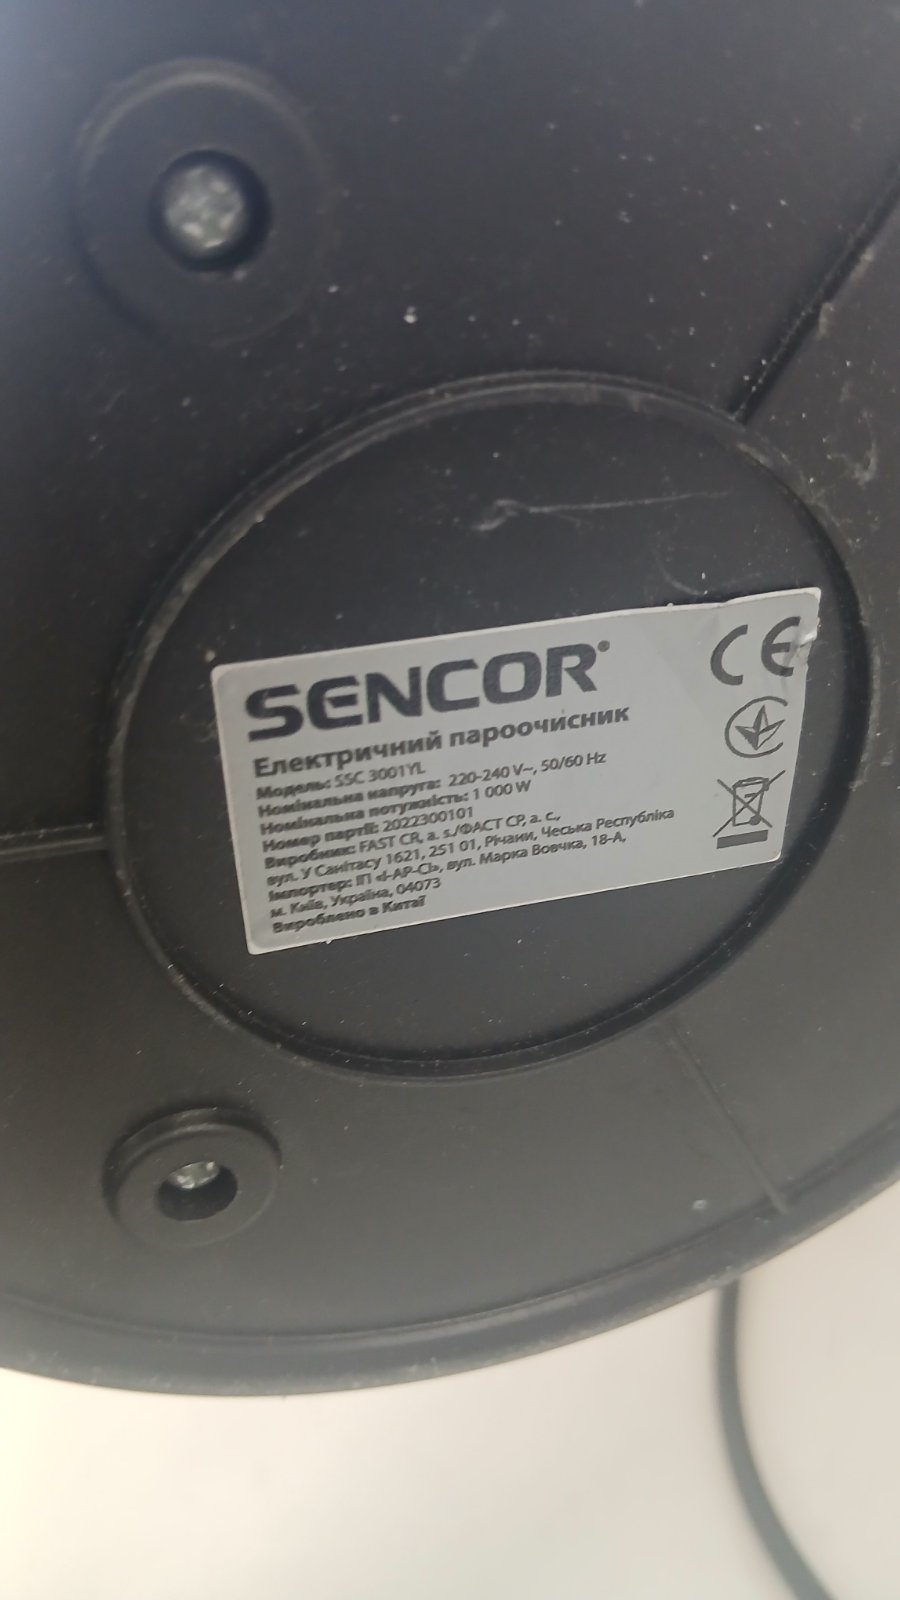 SENCOR®
CE
Електричний пароочисник
Модель: SSC 3001YL
Номінальна напруга: 220-240 V~, 50/60 Hz
Номінальна потужність: 1 000 W
Номер партії: 2022300101
Виробник: FAST CR, a. s./ФАСТ СР, а. с.,
вул. У Санітасу 1621, 251 01, Річани, Чеська Республіка
Імпортер: ІП «І-АР-СІ», вул. Марка Вовчка, 18-А,
м. Київ, Україна, 04073
Вироблено в Китаї